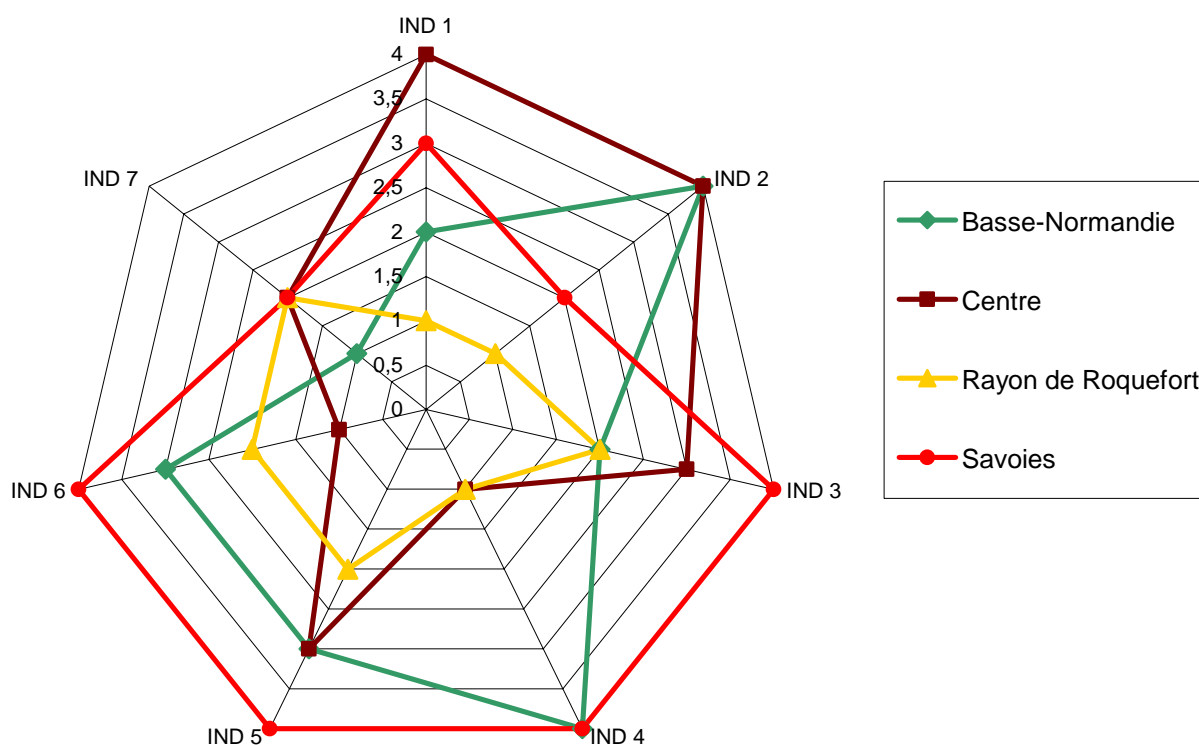 IND 1
4
3,5
3
2,5
2
1,5
1
0,5
0
IND 2
IND 3
IND 4
IND 5
IND 6
IND 7
Basse-Normandie
Centre
Rayon de Roquefort
Savoies